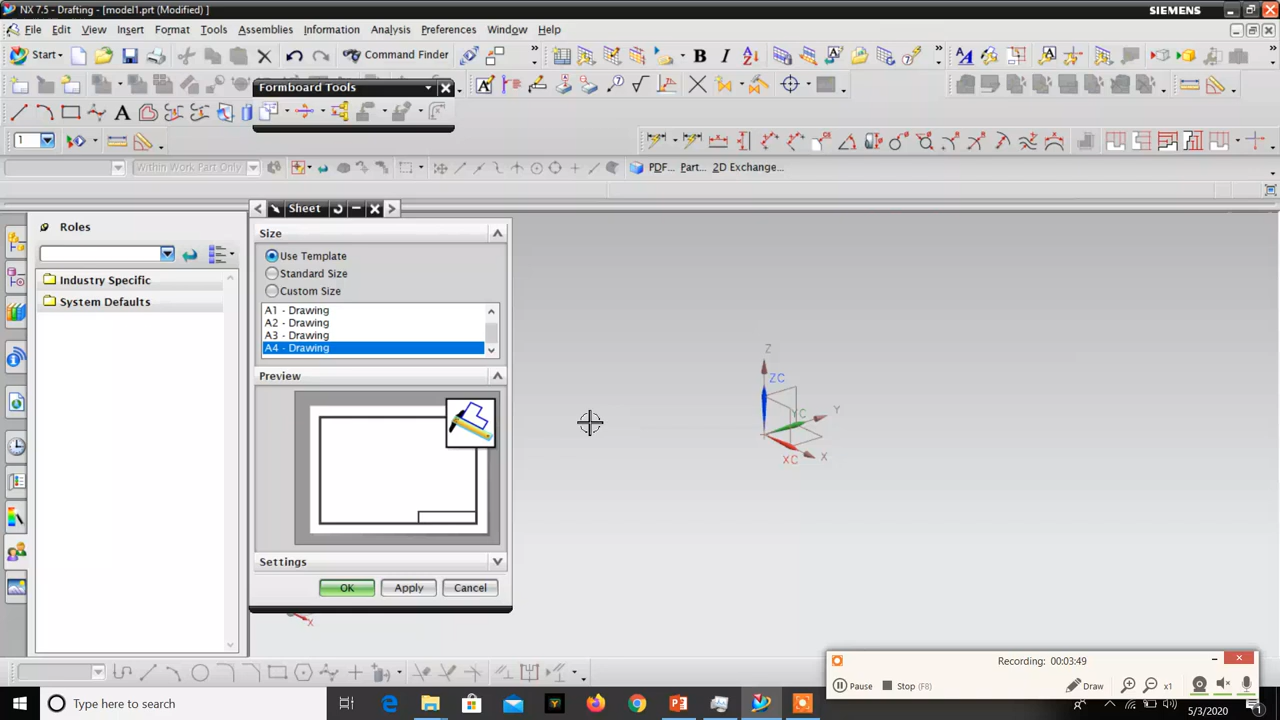 NX 7.5 - Drafting - [model1.prt (Modified) ]
SIEMENS
File Edit View Insert Format Tools Assemblies Information Analysis Preferences Window Help
Start
Command Finder
Formboard Tools
1
Within Work Part Only
PDF... Part... 2D Exchange...
Sheet
Roles
Size
Use Template
Standard Size
Custom Size
Industry Specific
System Defaults
A1 - Drawing
A2 - Drawing
A3 - Drawing
A4 - Drawing
Preview
Settings
OK Apply Cancel
Z
ZC
YC
Y
XC
X
X
Recording: 00:03:49
Pause Stop (F8) x1 Draw
Type here to search
ENG
5/3/2020